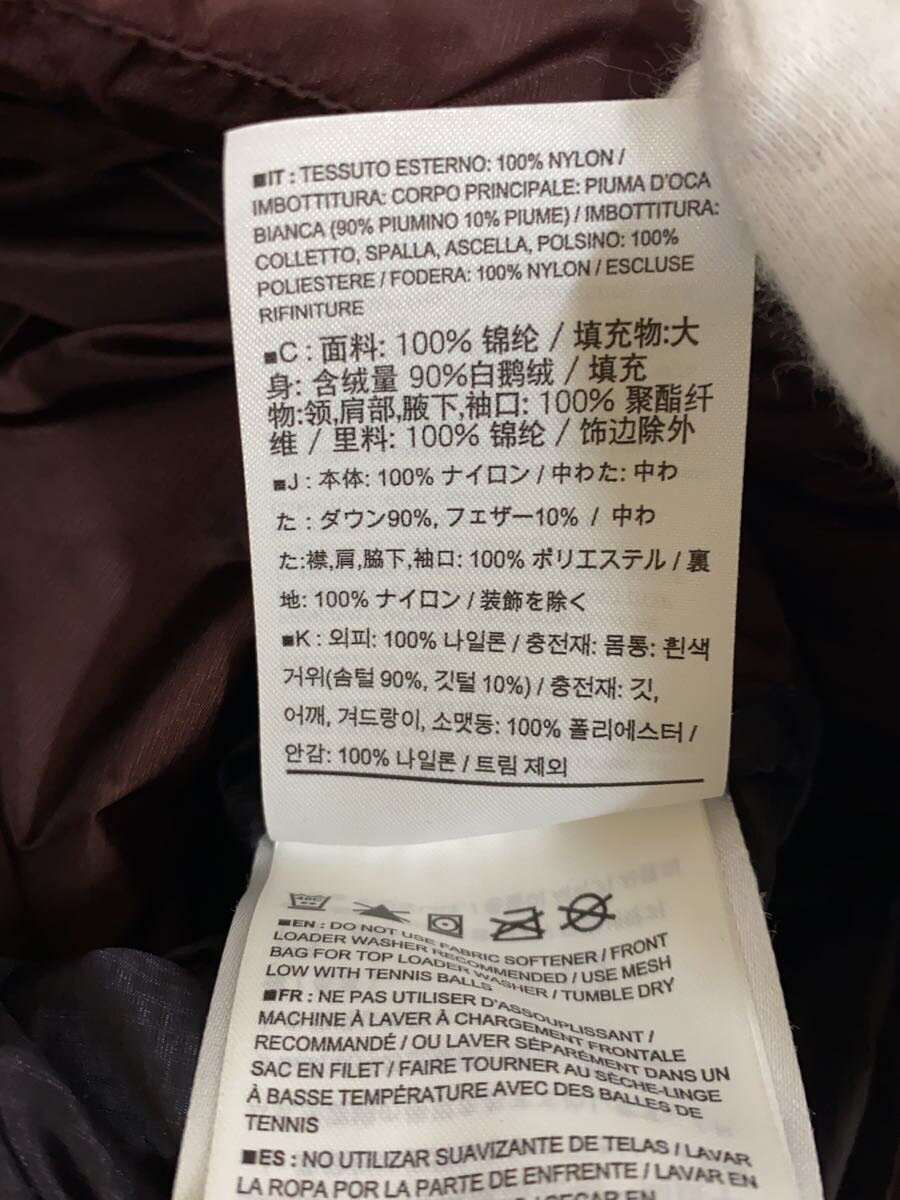 ■IT : TESSUTO ESTERNO: 100% NYLON /
IMBOTTITURA: CORPO PRINCIPALE: PIUMA D'OCA
BIANCA (90% PIUMINO 10% PIUME) / IMBOTTITURA:
COLLETTO, SPALLA, ASCELLA, POLSINO: 100%
POLIESTERE / FODERA: 100% NYLON / ESCLUSE
RIFINITURE
■C : 面料: 100% 锦纶 / 填充物:大
身: 含绒量 90%白鹅绒 / 填充
物:领,肩部,腋下,袖口: 100% 聚酯纤
维 / 里料: 100% 锦纶 / 饰边除外
■J : 本体: 100% ナイロン / 中わた: 中わ
た : ダウン90%, フェザー10% / 中わ
た:襟,肩,脇下,袖口: 100% ポリエステル / 裏
地: 100% ナイロン / 装飾を除く
■K : 외피: 100% 나일론 / 충전재: 몸통: 흰색
거위(솜털 90%, 깃털 10%) / 충전재: 깃,
어깨, 겨드랑이, 소맷동: 100% 폴리에스터 /
안감: 100% 나일론 / 트림 제외
■EN : DO NOT USE FABRIC SOFTENER / FRONT
LOADER WASHER RECOMMENDED / USE MESH
BAG FOR TOP LOADER WASHER / TUMBLE DRY
LOW WITH TENNIS BALLS
■FR : NE PAS UTILISER D'ASSOUPLISSANT /
MACHINE À LAVER À CHARGEMENT FRONTALE
RECOMMANDÉ / OU LAVER SÉPARÉMENT DANS UN
SAC EN FILET / FAIRE TOURNER AU SÈCHE-LINGE
À BASSE TEMPÉRATURE AVEC DES BALLES DE
TENNIS
■ES : NO UTILIZAR SUAVIZANTE DE TELAS / LAVAR
LA ROPA POR LA PARTE DE ENFRENTE / LAVAR EN